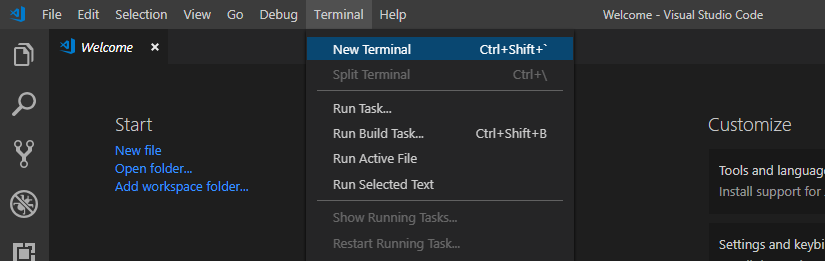 File Edit Selection View Go Debug Terminal Help Welcome - Visual Studio Code
Welcome
New Terminal Ctrl+Shift+`
Split Terminal Ctrl+\
Run Task...
Run Build Task... Ctrl+Shift+B
Run Active File
Run Selected Text
Show Running Tasks...
Restart Running Task...
Start
New file
Open folder...
Add workspace folder...
Customize
Tools and language
Install support for
Settings and keybi